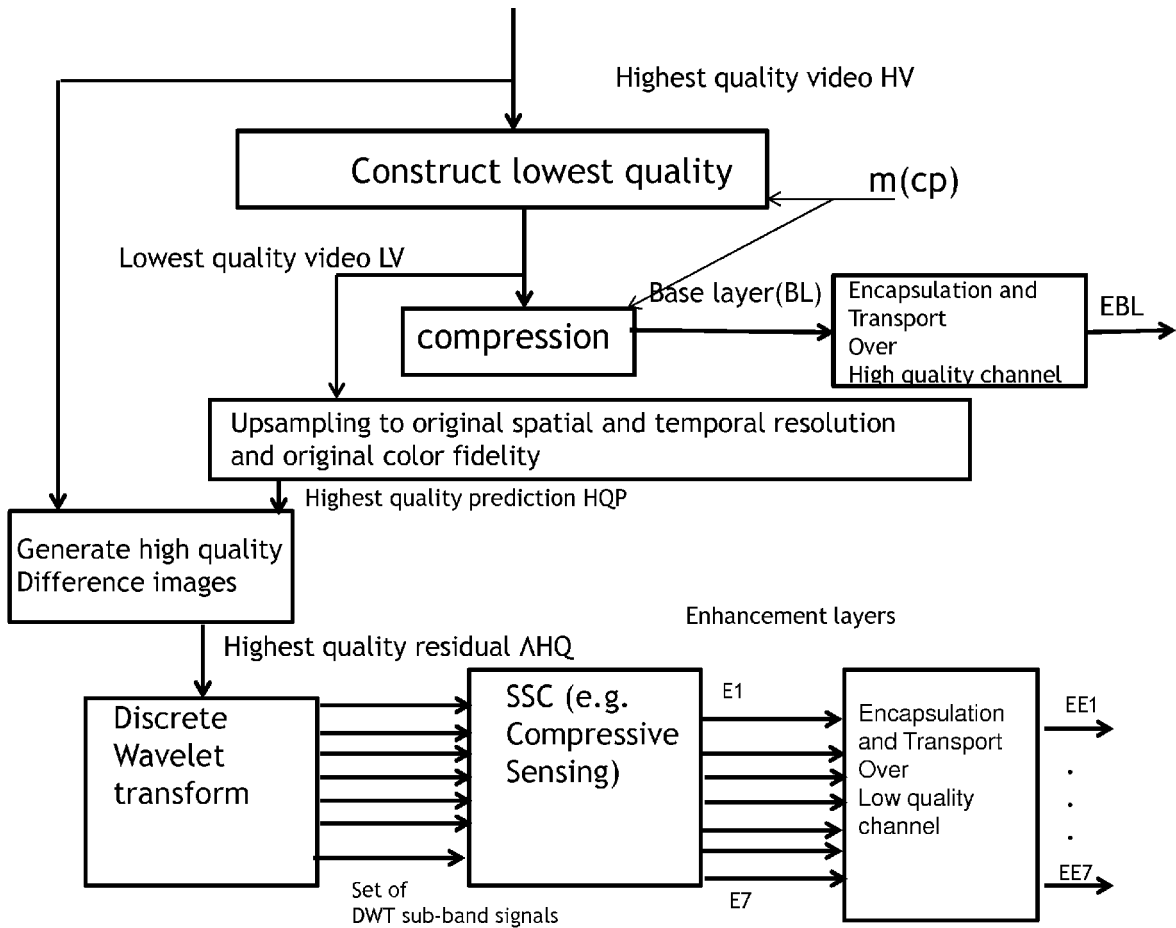 Highest quality video HV
Construct lowest quality
m(cp)
Lowest quality video LV
compression
Base layer(BL)
Encapsulation and
Transport
Over
High quality channel
EBL
Upsampling to original spatial and temporal resolution
and original color fidelity
Highest quality prediction HQP
Generate high quality
Difference images
Highest quality residual ΛHQ
Enhancement layers
Discrete
Wavelet
transform
Set of
DWT sub-band signals
SSC (e.g.
Compressive
Sensing)
E1
E7
Encapsulation
and Transport
Over
Low quality
channel
EE1
.
.
.
EE7